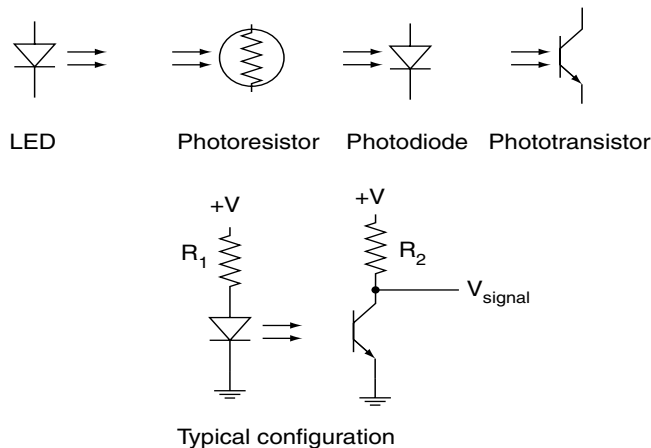 LED Photoresistor Photodiode Phototransistor
+V +V
R1 R2
Vsignal
Typical configuration